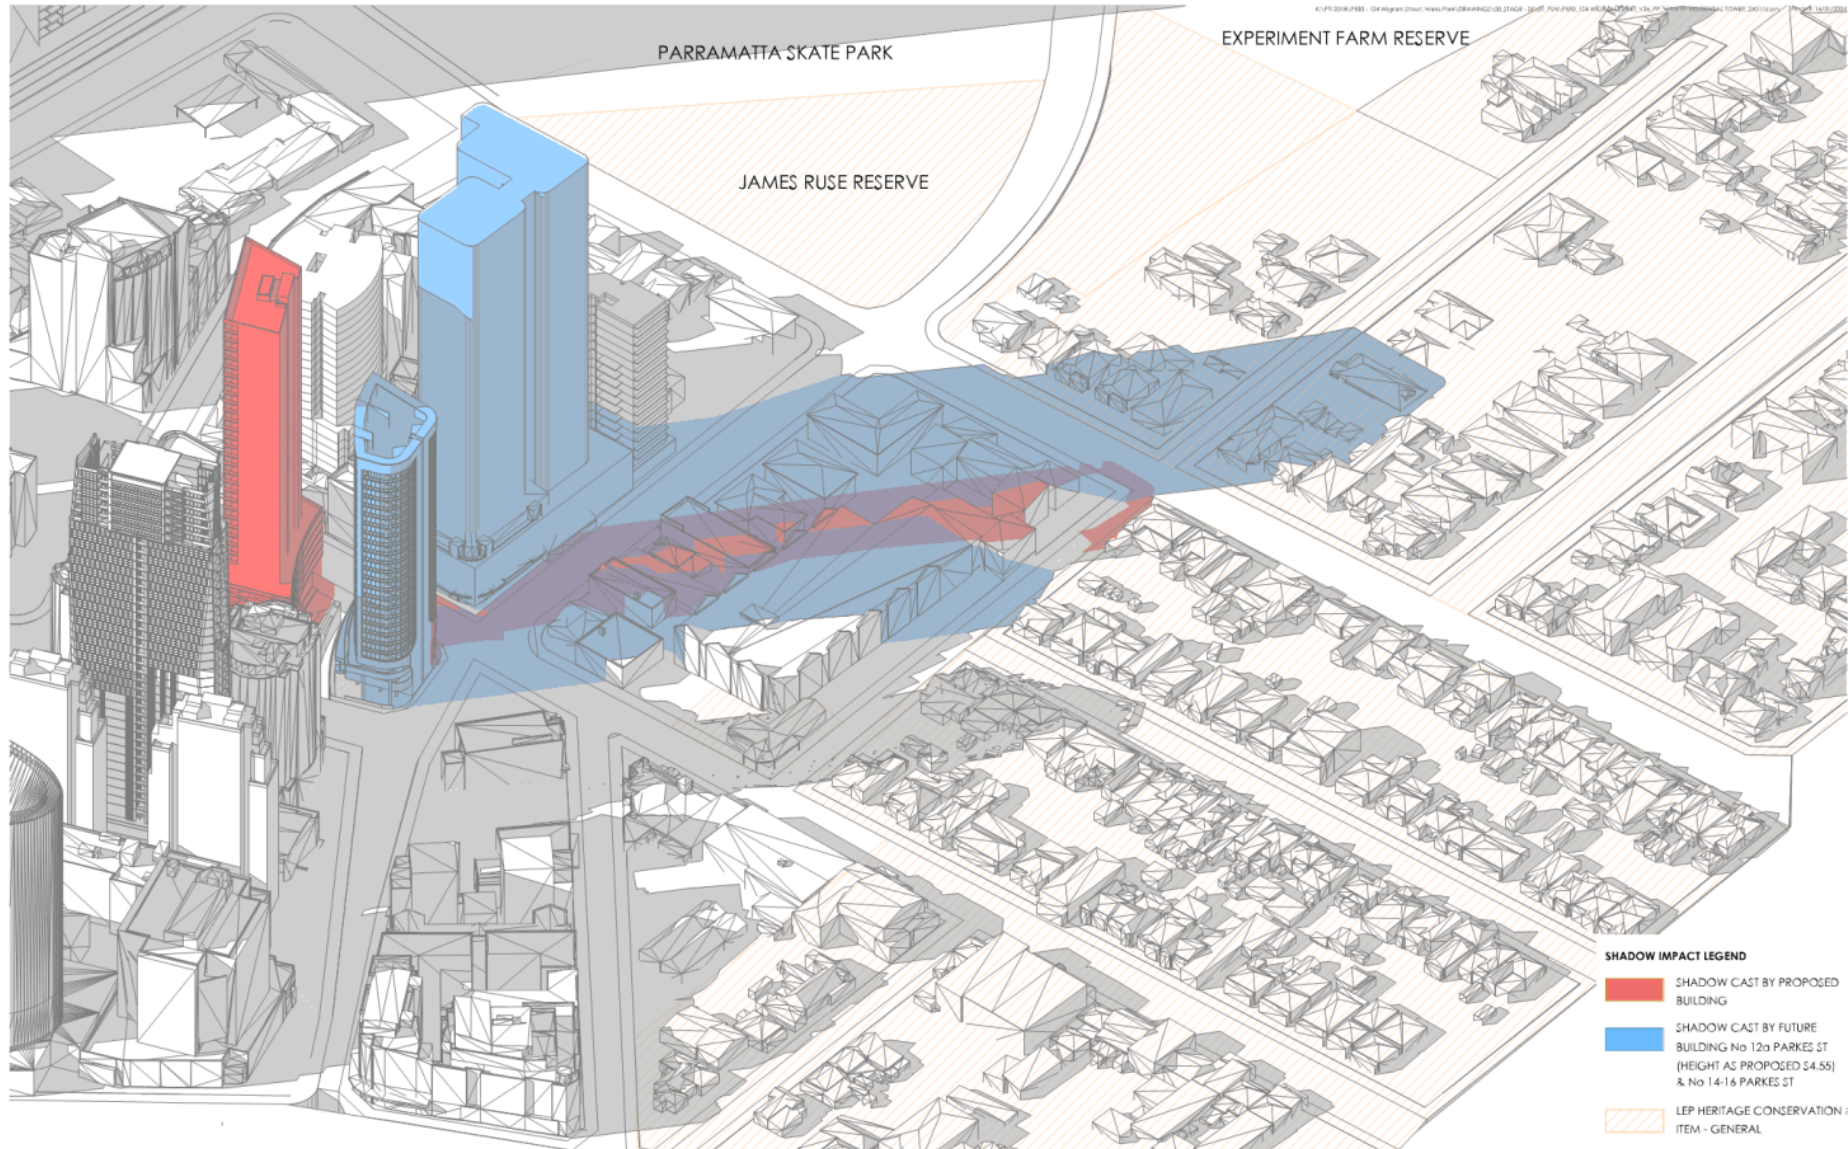 PARRAMATTA SKATE PARK
EXPERIMENT FARM RESERVE
JAMES RUSE RESERVE
SHADOW IMPACT LEGEND
SHADOW CAST BY PROPOSED
BUILDING
SHADOW CAST BY FUTURE
BUILDING No 12a PARKES ST
(HEIGHT AS PROPOSED S4.55)
& No 14-16 PARKES ST
LEP HERITAGE CONSERVATION
ITEM - GENERAL